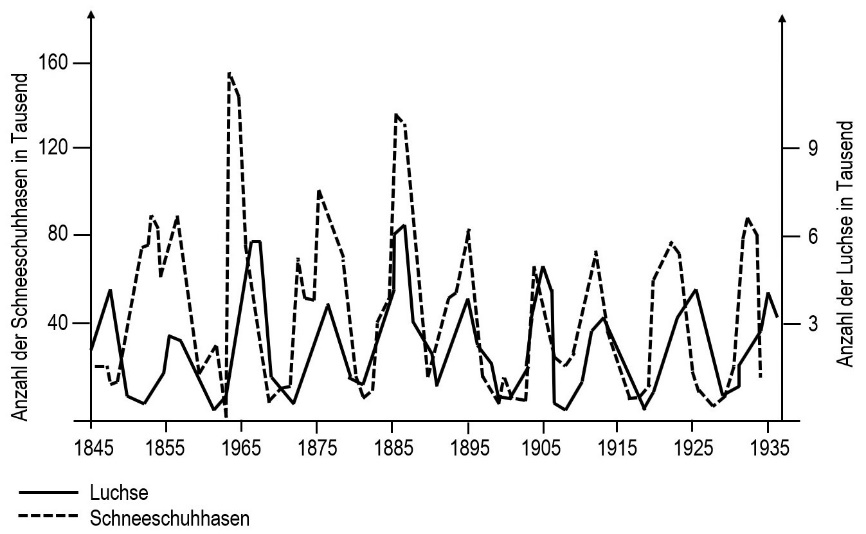 Anzahl der Schneeschuhhasen in Tausend
160
120
80
40
9
6
3
Anzahl der Luchse in Tausend
1845 1855 1965 1875 1885 1895 1905 1915 1925 1935
Luchse
Schneeschuhhasen